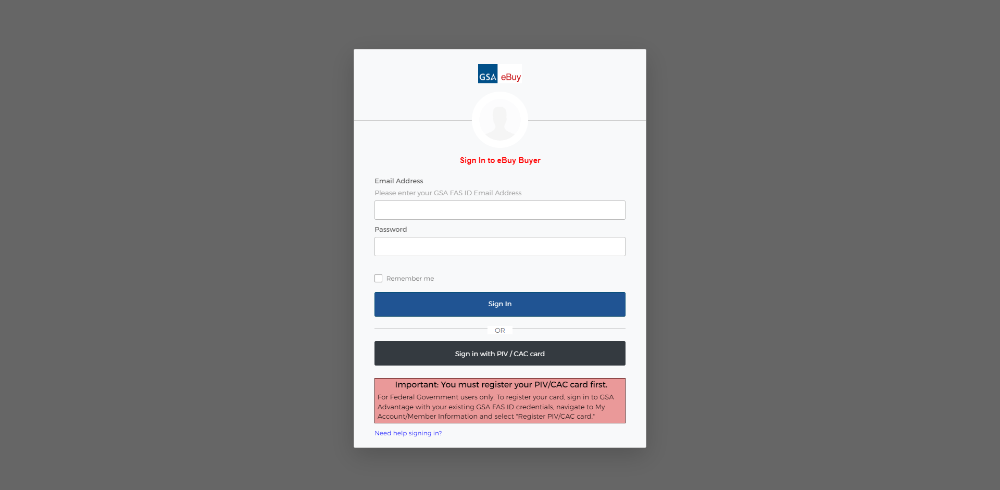 GSA eBuy
Sign In to eBuy Buyer
Email Address
Please enter your GSA FAS ID Email Address
Password
Remember me
Sign In
OR
Sign in with PIV / CAC card
Important: You must register your PIV/CAC card first.
For Federal Government users only. To register your card, sign in to GSA
Advantage with your existing GSA FAS ID credentials, navigate to My
Account/Member Information and select "Register PIV/CAC card."
Need help signing in?